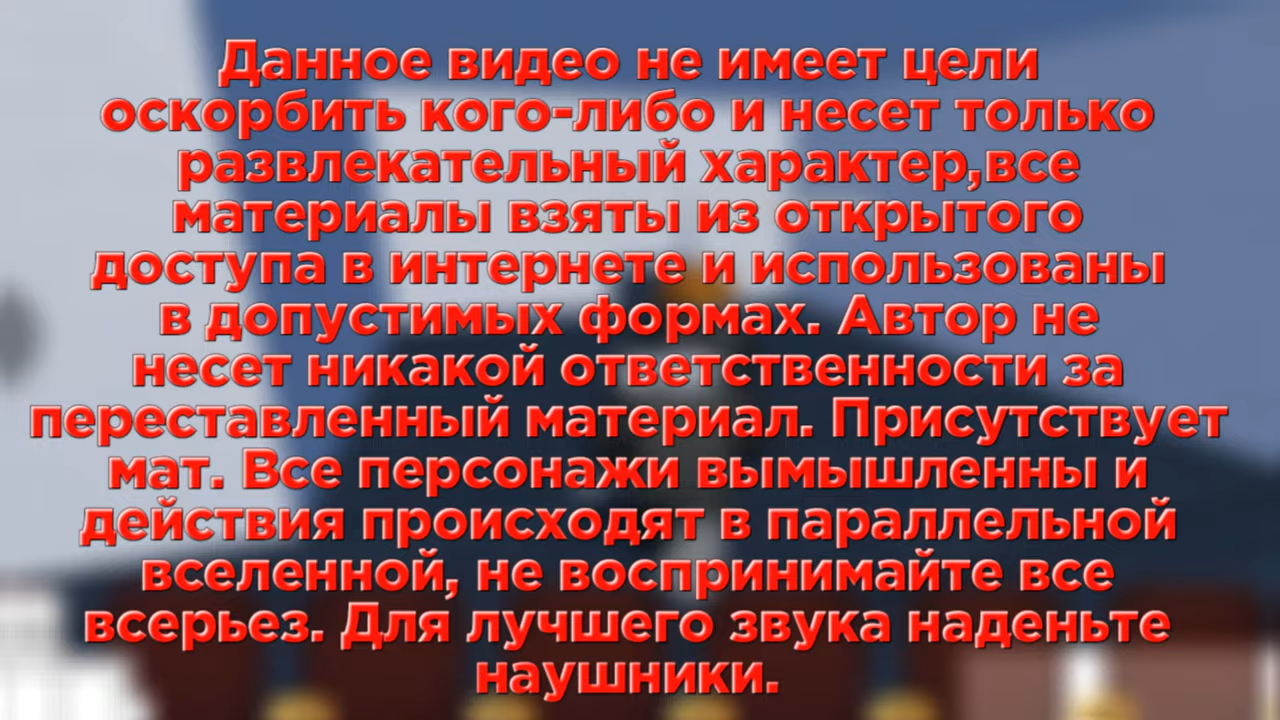 Данное видео не имеет цели
оскорбить кого-либо и несет только
развлекательный характер,все
материалы взяты из открытого
доступа в интернете и использованы
в допустимых формах. Автор не
несет никакой ответственности за
переставленный материал. Присутствует
мат. Все персонажи вымышленны и
действия происходят в параллельной
вселенной, не воспринимайте все
всерьез. Для лучшего звука наденьте
наушники.